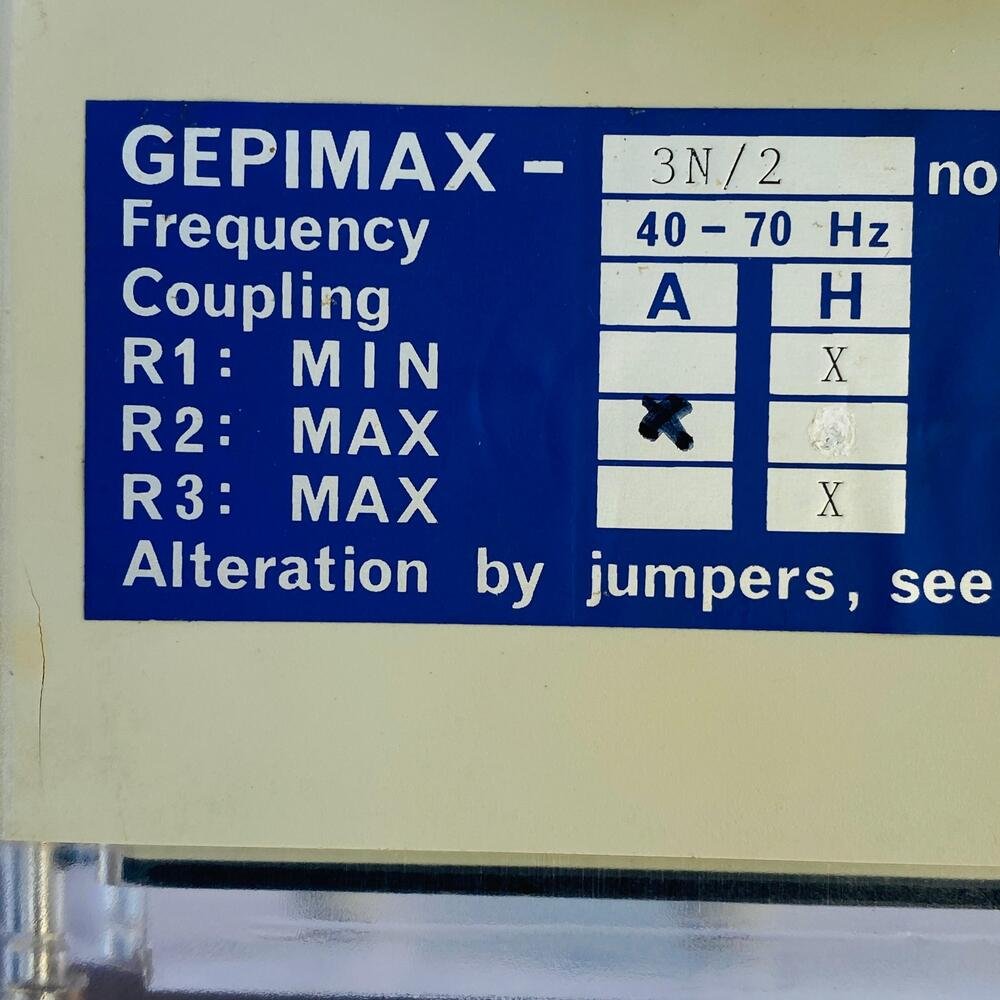 GEPIMAX – 3N/2 no
Frequency 40 – 70 Hz
Coupling A H
R1: MIN X
R2: MAX X
R3: MAX X
Alteration by jumpers, see